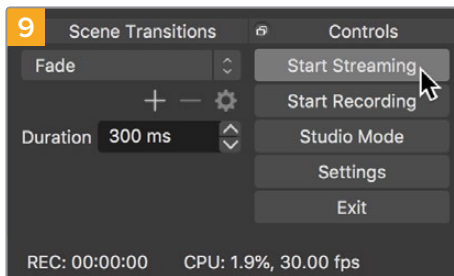 9
Scene Transitions
Controls
Fade
Start Streaming
Start Recording
Duration 300 ms
Studio Mode
Settings
Exit
REC: 00:00:00 CPU: 1.9%, 30.00 fps